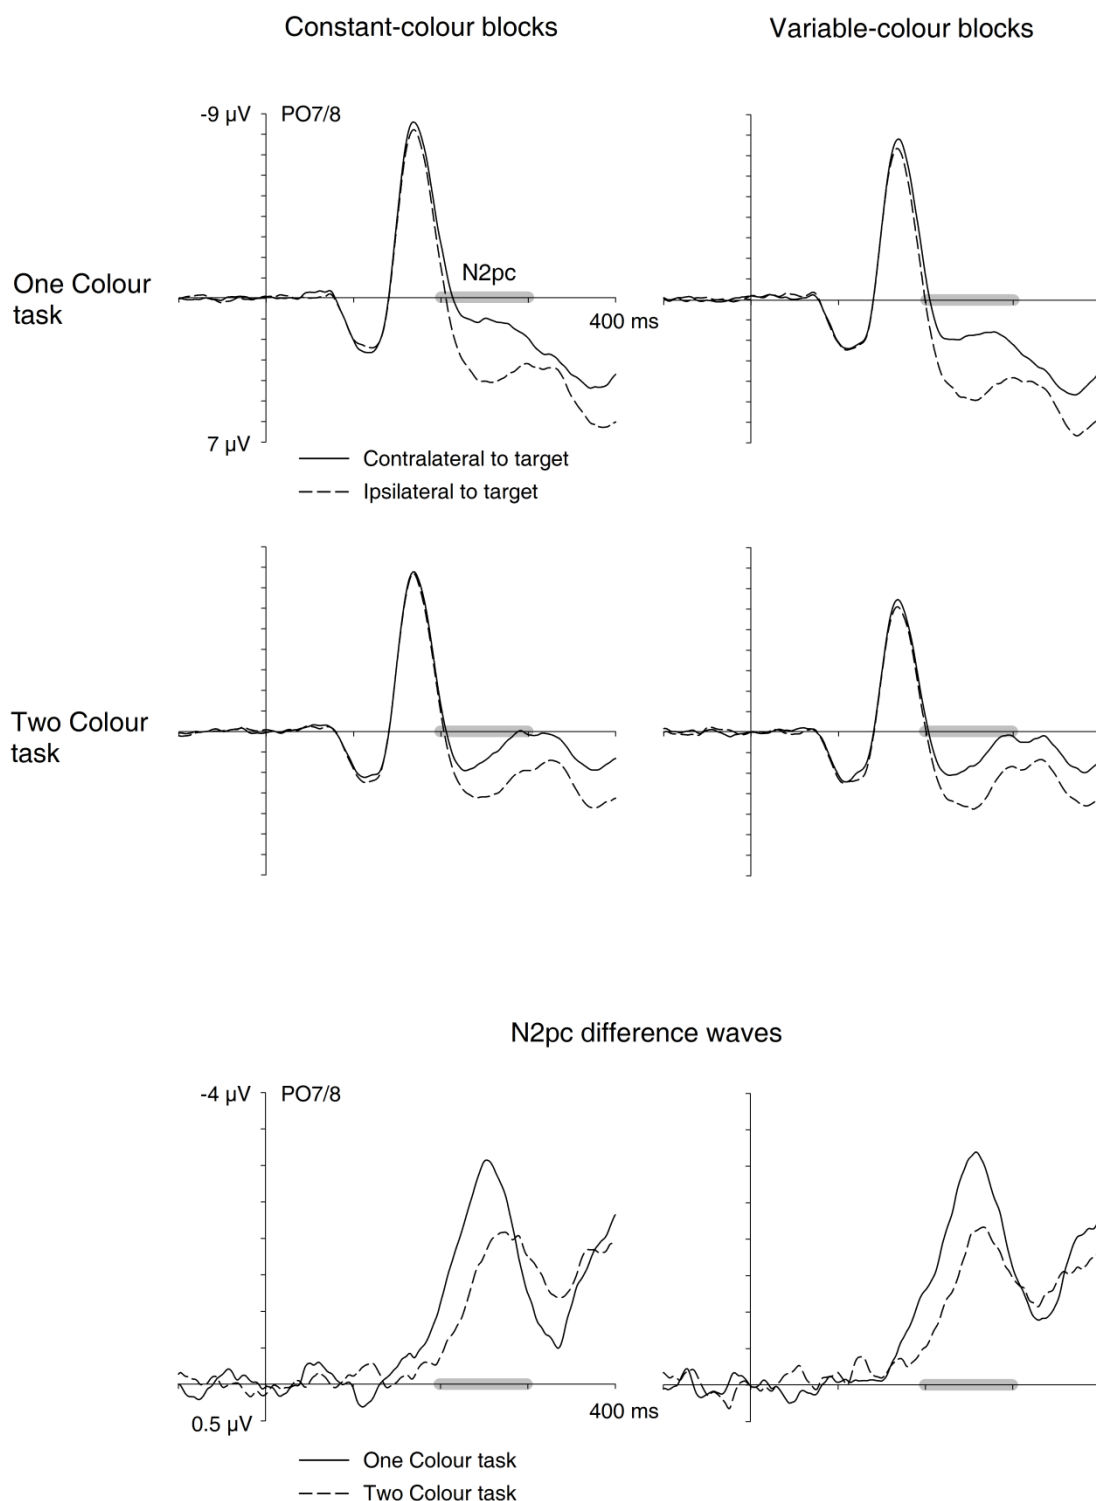 Constant-colour blocks
Variable-colour blocks
-9 µV
PO7/8
One Colour
task
N2pc
400 ms
7 µV
Contralateral to target
Ipsilateral to target
Two Colour
task
N2pc difference waves
-4 µV
PO7/8
0.5 µV
400 ms
One Colour task
Two Colour task